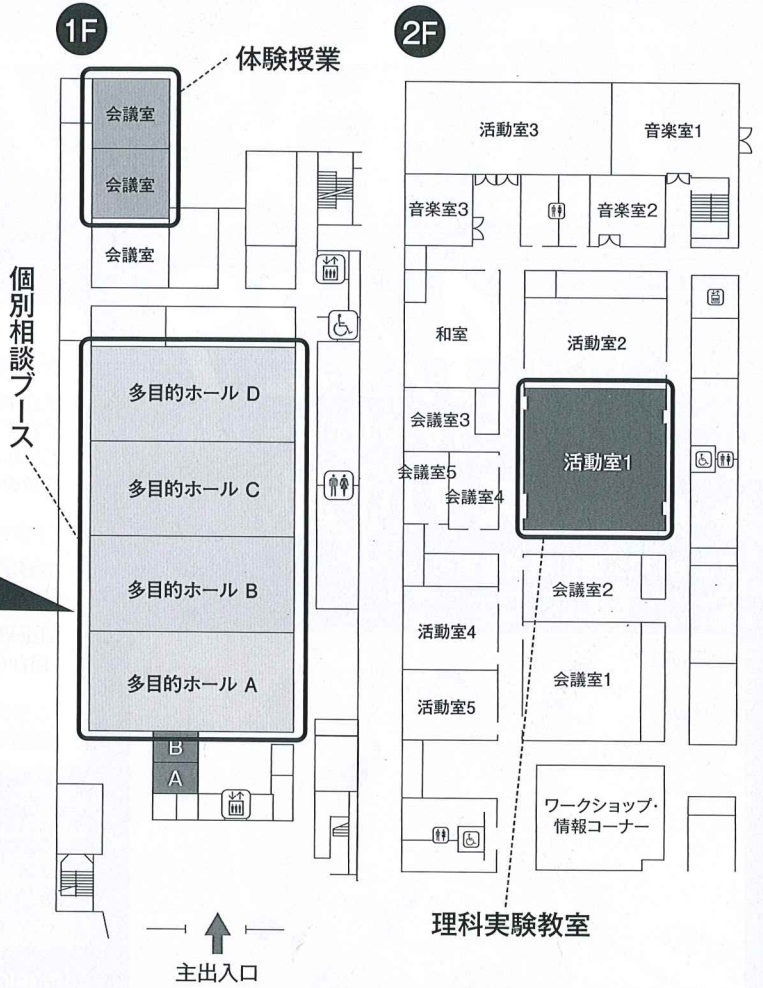 1F
体験授業
会議室
会議室
会議室
個別相談ブース
多目的ホール D
多目的ホール C
多目的ホール B
多目的ホール A
B
A
主出入口
2F
活動室3
音楽室1
音楽室3
音楽室2
和室
活動室2
会議室3
活動室1
会議室5
会議室4
会議室2
活動室4
会議室1
活動室5
ワークショップ・
情報コーナー
理科実験教室